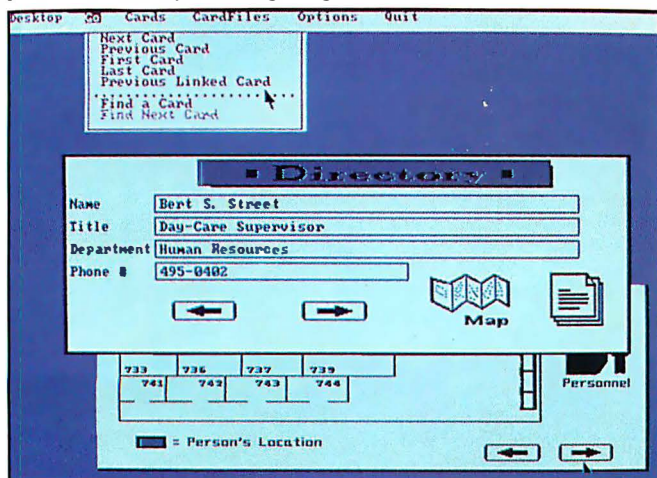 Desktop GO Cards CardFiles Options Quit
Next Card
Previous Card
First Card
Last Card
Previous Linked Card
Find a Card
Find Next Card
Directory
Name Bert S. Street
Title Day-Care Supervisor
Department Human Resources
Phone # 495-0402
Map
733 736 737 739
741 742 743 744
Personnel
= Person's Location